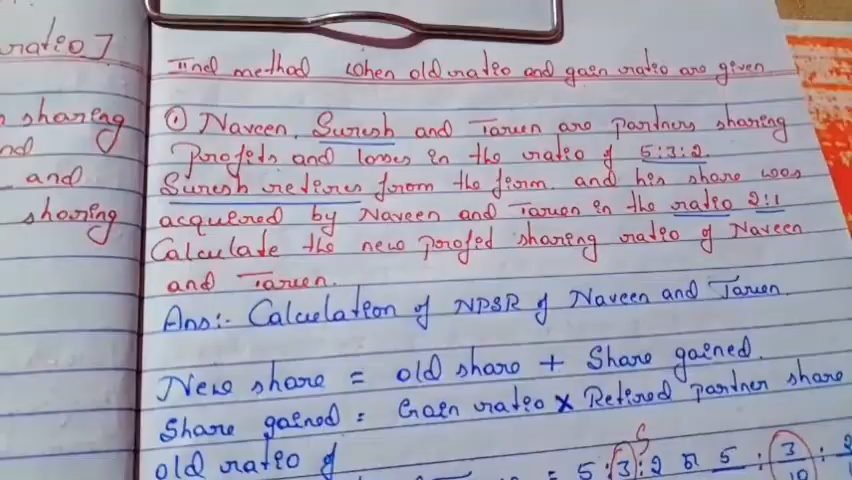 ratio]
sharing
and
sharing
IInd method when old ratio and gain ratio are given
① Naveen, Suresh and Tarun are partners sharing
Profits and losses in the ratio of 5:3:2
Suresh retires from the firm and his share was
acquired by Naveen and Tarun in the ratio 2:1
Calculate the new profit sharing ratio of Naveen
and Tarun.
Ans:- Calculation of NPSR of Naveen and Tarun.
New share = old share + Share gained.
Share gained = Gain ratio × Retired partner share
old ratio of
= 5:3:2 or 5 : 3/10 : 2
S